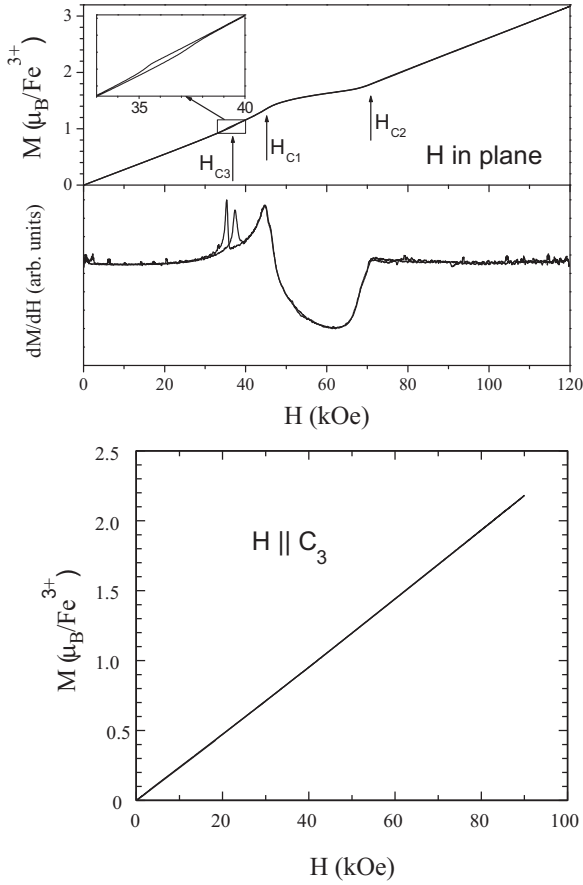 3
2
1
0
M (μB/Fe3+)
35
40
HC3
HC1
HC2
H in plane
dM/dH (arb. units)
0
20
40
60
80
100
120
H (kOe)
2.5
2.0
1.5
1.0
0.5
0
M (μB/Fe3+)
H || C3
0
20
40
60
80
100
H (kOe)